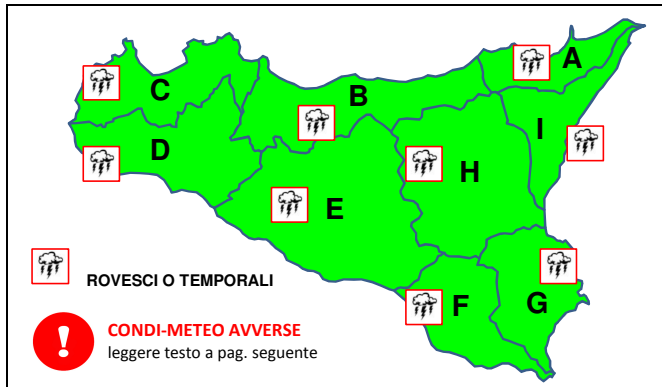 A
C
B
I
D
H
E
F
G
ROVESCI O TEMPORALI
!
CONDI-METEO AVVERSE
leggere testo a pag. seguente